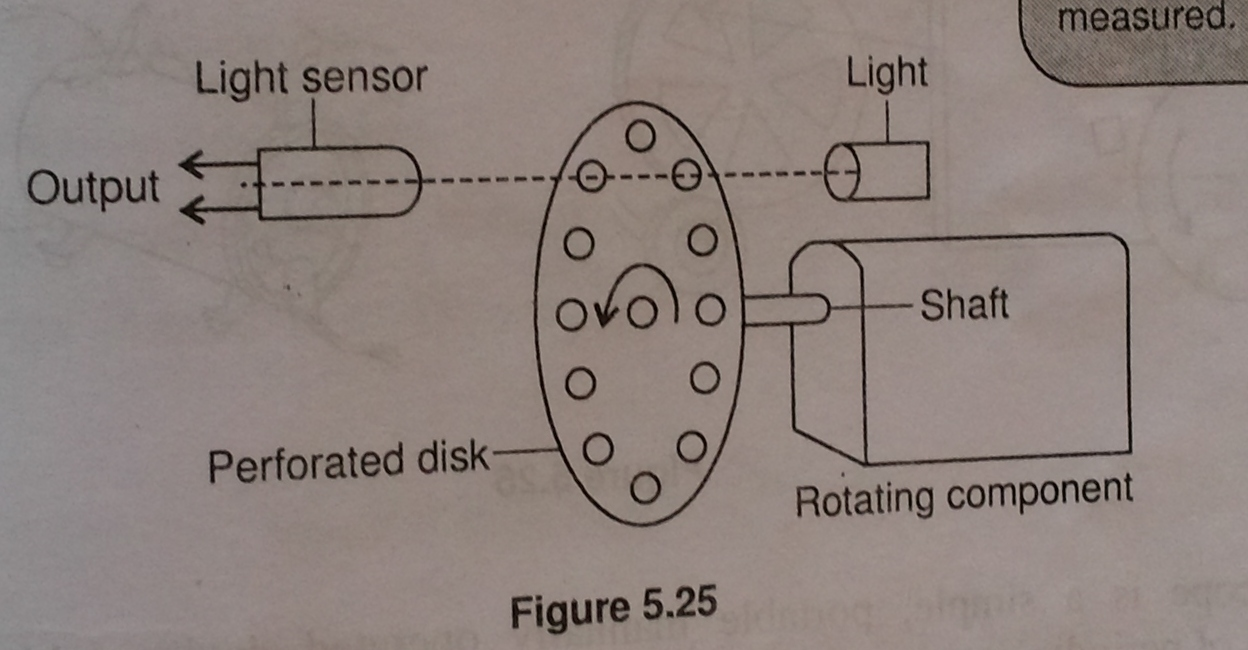 measured.
Light sensor
Light
Output
Shaft
Perforated disk
Rotating component
Figure 5.25